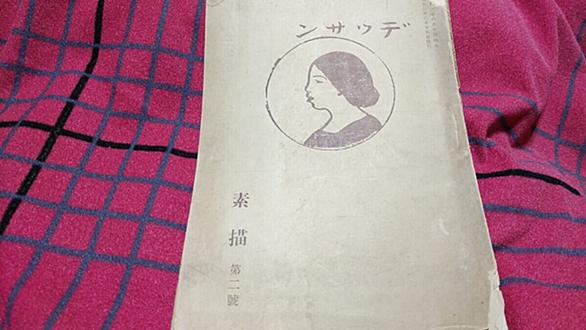 デッサン
素描 第二號